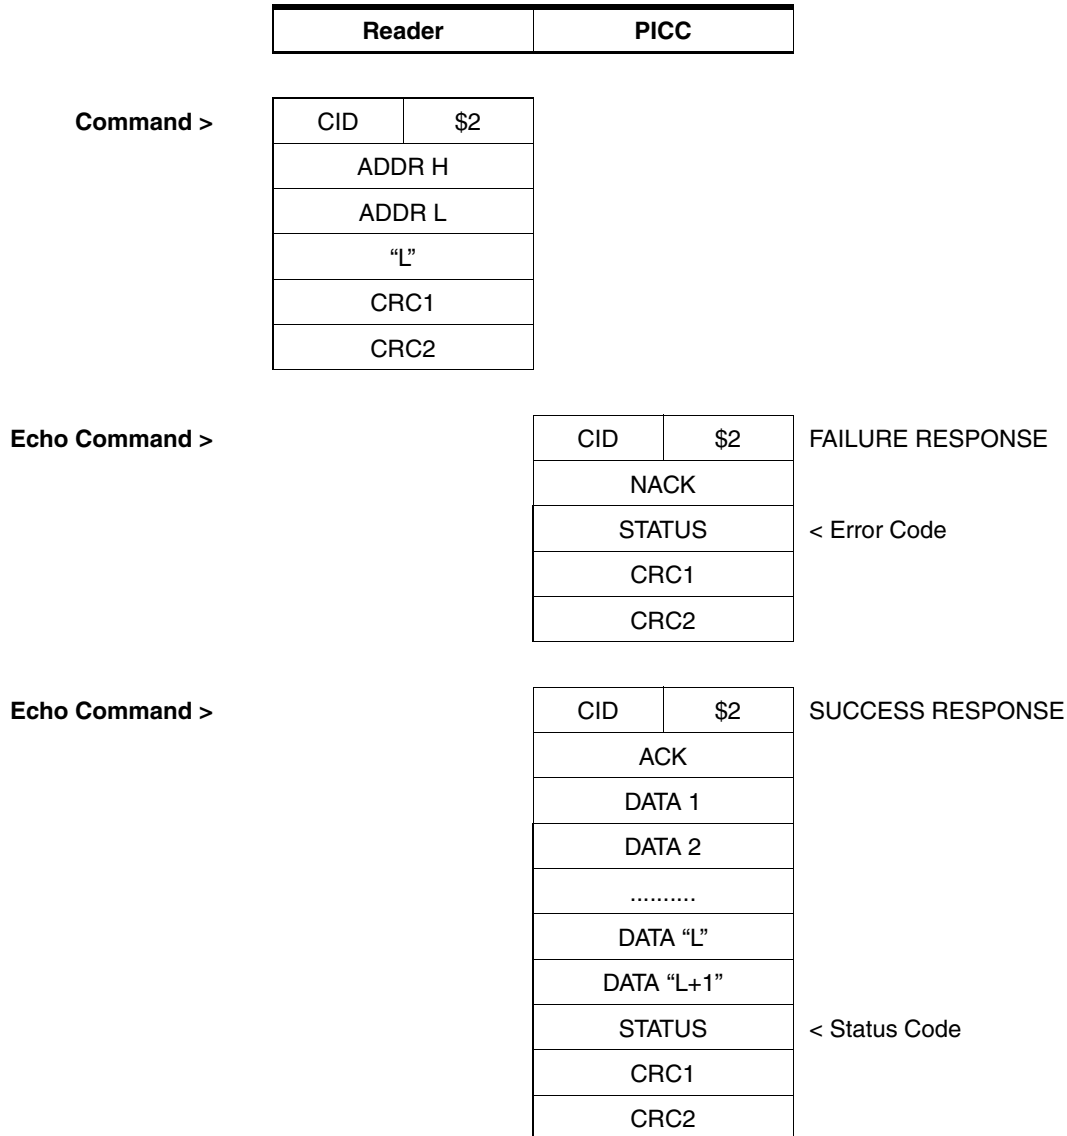 Reader PICC
Command > CID $2
ADDR H
ADDR L
“L”
CRC1
CRC2
Echo Command > CID $2 FAILURE RESPONSE
NACK
STATUS < Error Code
CRC1
CRC2
Echo Command > CID $2 SUCCESS RESPONSE
ACK
DATA 1
DATA 2
..........
DATA “L”
DATA “L+1”
STATUS < Status Code
CRC1
CRC2